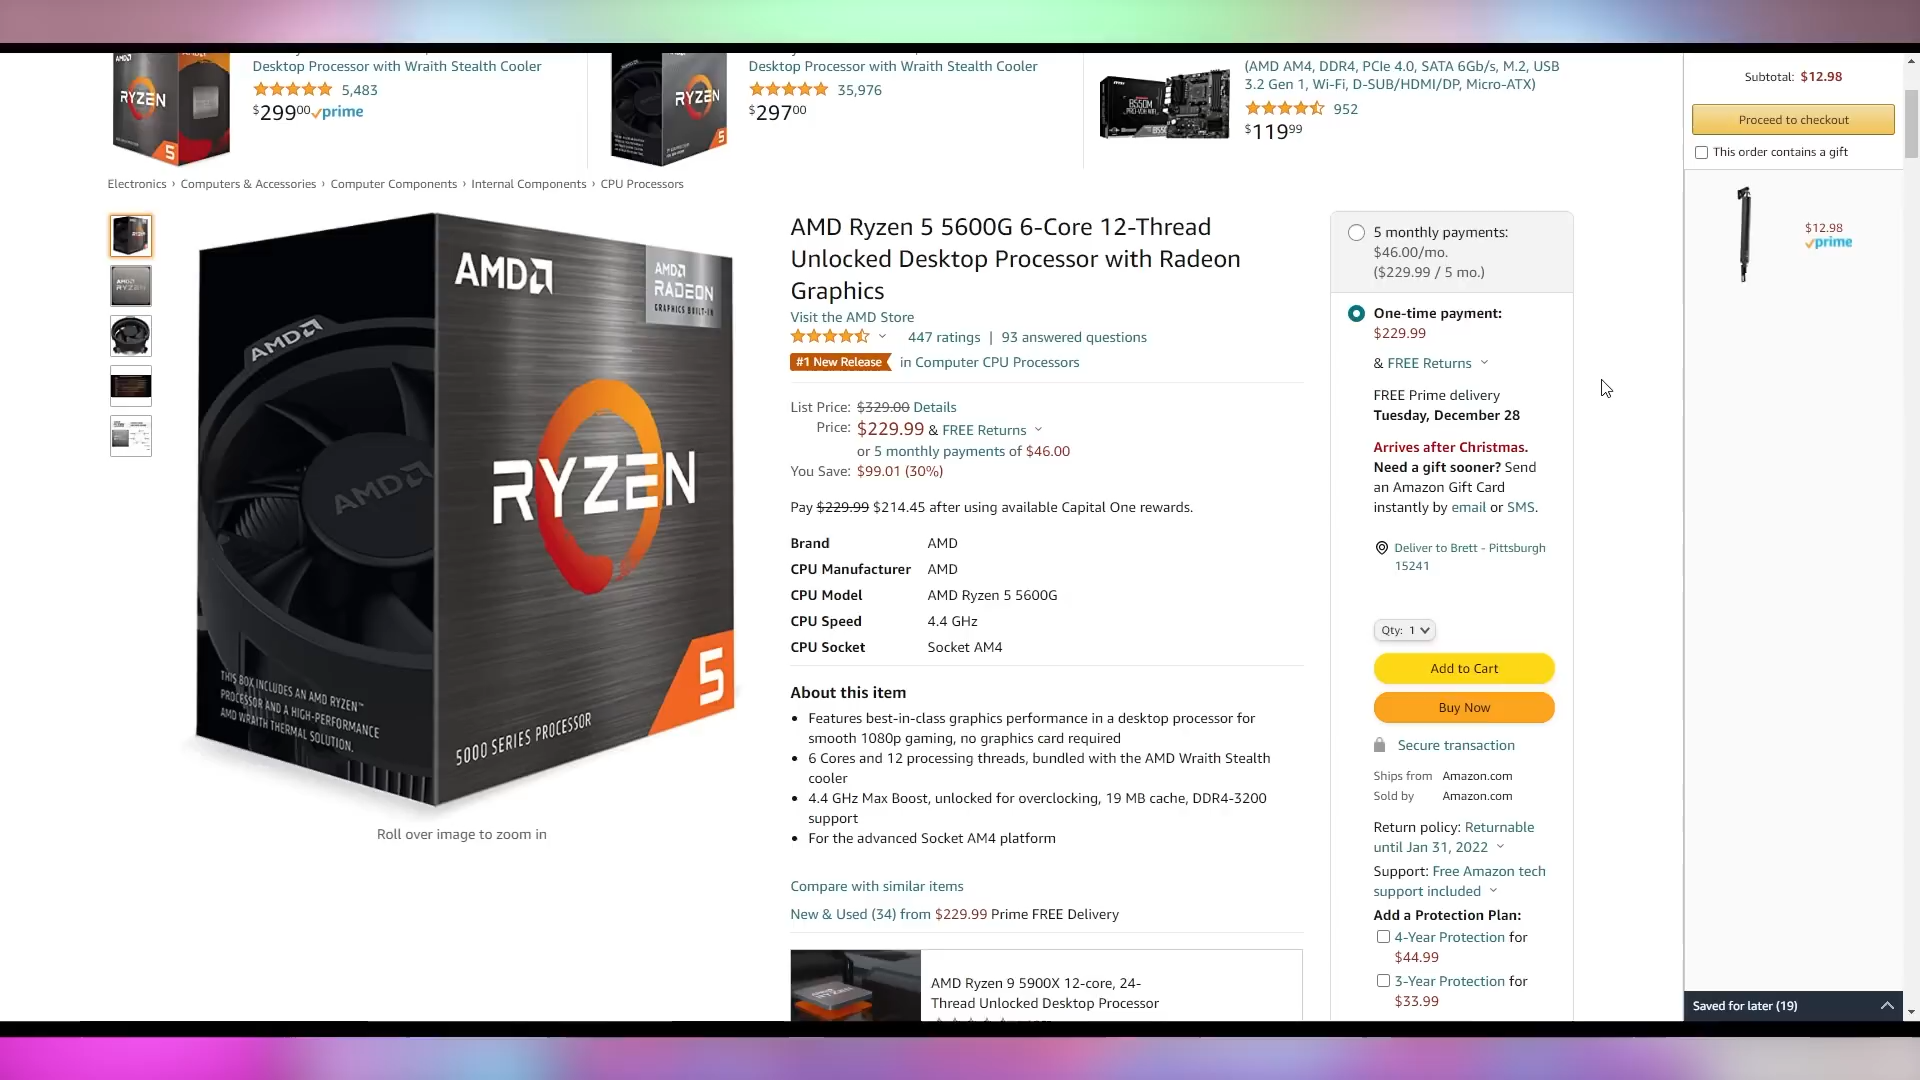 Desktop Processor with Wraith Stealth Cooler
5,483
$299.00 prime
Desktop Processor with Wraith Stealth Cooler
35,976
$297.00
(AMD AM4, DDR4, PCIe 4.0, SATA 6Gb/s, M.2, USB
3.2 Gen 1, Wi-Fi, D-SUB/HDMI/DP, Micro-ATX)
952
$119.99
Subtotal: $12.98
Proceed to checkout
This order contains a gift
$12.98
prime
Electronics › Computers & Accessories › Computer Components › Internal Components › CPU Processors
AMD
AMD
RADEON
GRAPHICS BUILT-IN
AMD
AMD
RYZEN
5
THIS BOX INCLUDES AN AMD RYZEN™
PROCESSOR AND A HIGH-PERFORMANCE
AMD WRAITH THERMAL SOLUTION.
5000 SERIES PROCESSOR
Roll over image to zoom in
AMD Ryzen 5 5600G 6-Core 12-Thread
Unlocked Desktop Processor with Radeon
Graphics
Visit the AMD Store
447 ratings | 93 answered questions
#1 New Release in Computer CPU Processors
List Price: $329.00 Details
Price: $229.99 & FREE Returns
or 5 monthly payments of $46.00
You Save: $99.01 (30%)
Pay $229.99 $214.45 after using available Capital One rewards.
Brand AMD
CPU Manufacturer AMD
CPU Model AMD Ryzen 5 5600G
CPU Speed 4.4 GHz
CPU Socket Socket AM4
About this item
• Features best-in-class graphics performance in a desktop processor for
smooth 1080p gaming, no graphics card required
• 6 Cores and 12 processing threads, bundled with the AMD Wraith Stealth
cooler
• 4.4 GHz Max Boost, unlocked for overclocking, 19 MB cache, DDR4-3200
support
• For the advanced Socket AM4 platform
Compare with similar items
New & Used (34) from $229.99 Prime FREE Delivery
AMD Ryzen 9 5900X 12-core, 24-
Thread Unlocked Desktop Processor
5 monthly payments:
$46.00/mo.
($229.99 / 5 mo.)
One-time payment:
$229.99
& FREE Returns
FREE Prime delivery
Tuesday, December 28
Arrives after Christmas.
Need a gift sooner? Send
an Amazon Gift Card
instantly by email or SMS.
Deliver to Brett - Pittsburgh
15241
Qty: 1
Add to Cart
Buy Now
Secure transaction
Ships from Amazon.com
Sold by Amazon.com
Return policy: Returnable
until Jan 31, 2022
Support: Free Amazon tech
support included
Add a Protection Plan:
4-Year Protection for
$44.99
3-Year Protection for
$33.99
Saved for later (19)